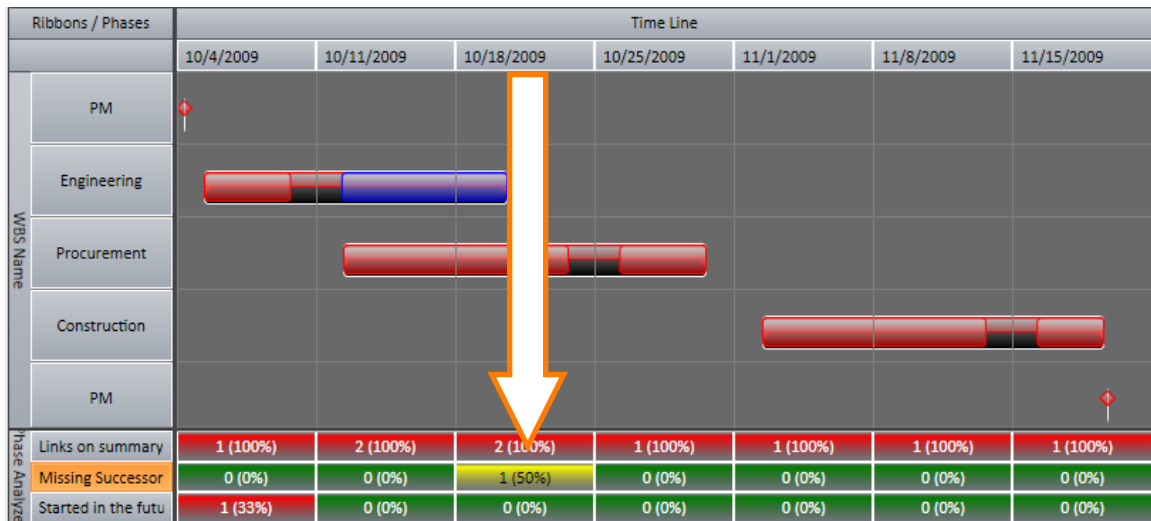 Ribbons / Phases Time Line
10/4/2009 10/11/2009 10/18/2009 10/25/2009 11/1/2009 11/8/2009 11/15/2009
WBS Name
PM
Engineering
Procurement
Construction
PM
Phase Analyze
Links on summary 1 (100%) 2 (100%) 2 (100%) 1 (100%) 1 (100%) 1 (100%) 1 (100%)
Missing Successor 0 (0%) 0 (0%) 1 (50%) 0 (0%) 0 (0%) 0 (0%) 0 (0%)
Started in the futu 1 (33%) 0 (0%) 0 (0%) 0 (0%) 0 (0%) 0 (0%) 0 (0%)